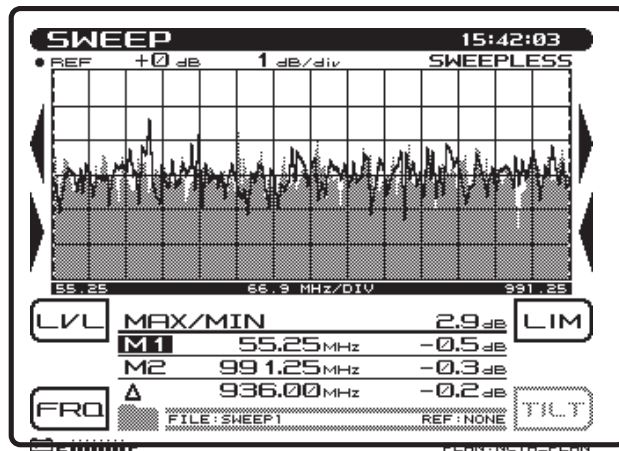 SWEEP 15:42:03
REF +0 dB 1 dB/div SWEEPLESS
55.25 66.9 MHz/DIV 991.25
LVL MAX/MIN 2.9dB LIM
M1 55.25MHz -0.5dB
M2 991.25MHz -0.3dB
Δ 936.00MHz -0.2dB
FRQ FILE:SWEEP1 REF:NONE TILT